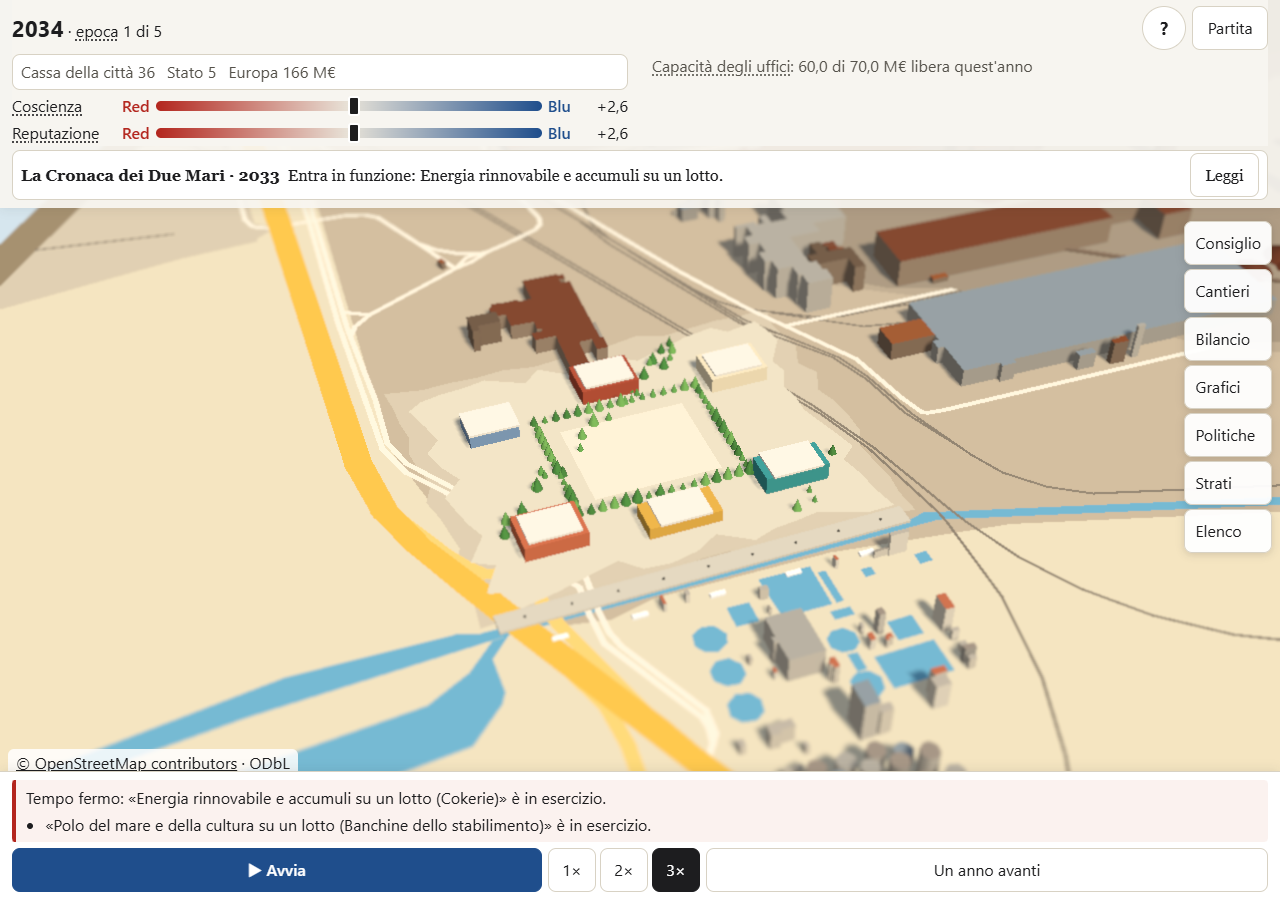 2034 · epoca 1 di 5
?
Partita
Cassa della città 36 Stato 5 Europa 166 M€
Capacità degli uffici: 60,0 di 70,0 M€ libera quest'anno
Coscienza Red Blu +2,6
Reputazione Red Blu +2,6
La Cronaca dei Due Mari · 2033 Entra in funzione: Energia rinnovabile e accumuli su un lotto.
Leggi
Consiglio
Cantieri
Bilancio
Grafici
Politiche
Strati
Elenco
© OpenStreetMap contributors · ODbL
Tempo fermo: «Energia rinnovabile e accumuli su un lotto (Cokerie)» è in esercizio.
• «Polo del mare e della cultura su un lotto (Banchine dello stabilimento)» è in esercizio.
▶ Avvia
1×
2×
3×
Un anno avanti